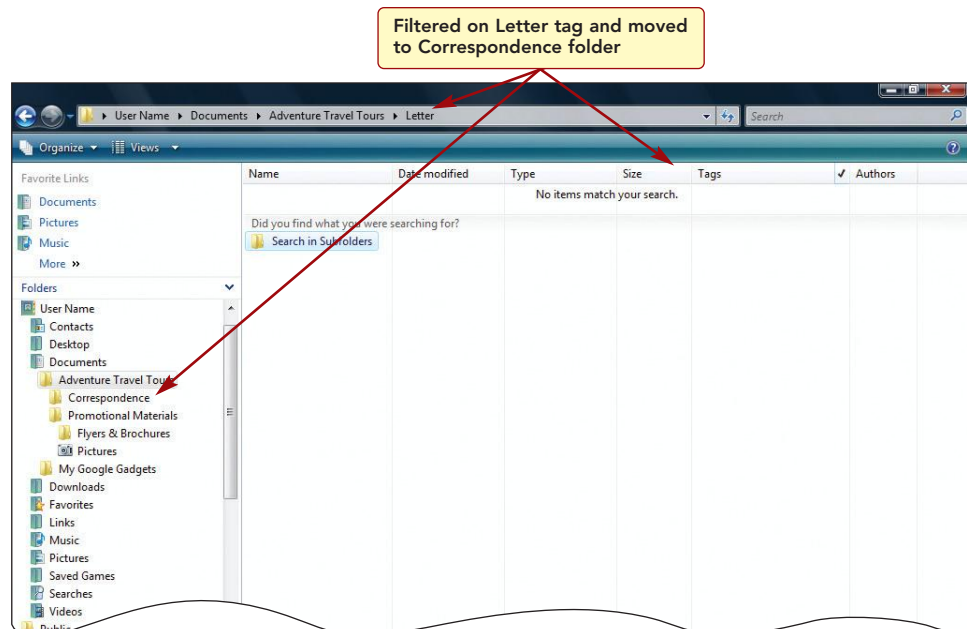 Filtered on Letter tag and moved
to Correspondence folder
User Name ▸ Documents ▸ Adventure Travel Tours ▸ Letter
Search
Organize Views
Favorite Links
Documents
Pictures
Music
More »
Folders
User Name
Contacts
Desktop
Documents
Adventure Travel Tours
Correspondence
Promotional Materials
Flyers & Brochures
Pictures
My Google Gadgets
Downloads
Favorites
Links
Music
Pictures
Saved Games
Searches
Videos
Public
Name Date modified Type Size Tags ✓ Authors
No items match your search.
Did you find what you were searching for?
Search in Subfolders